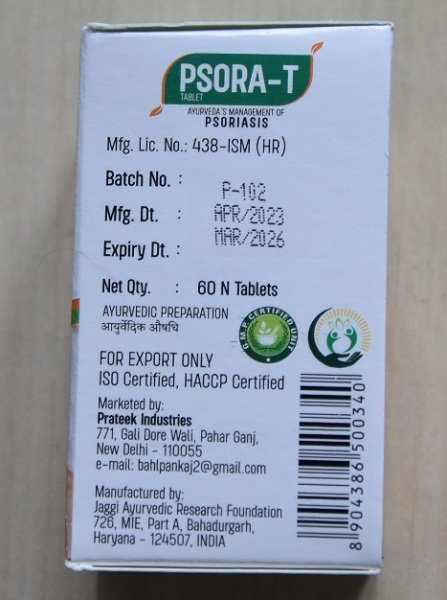 PSORA-T
TABLET
AYURVEDA'S MANAGEMENT OF
PSORIASIS
Mfg. Lic. No.: 438-ISM (HR)
Batch No. : P-102
Mfg. Dt. : APR/2023
Expiry Dt. : MAR/2026
Net Qty. : 60 N Tablets
AYURVEDIC PREPARATION
आयुर्वेदिक औषधि
G.M.P. CERTIFIED UNIT
FOR EXPORT ONLY
ISO Certified, HACCP Certified
Marketed by:
Prateek Industries
771, Gali Dore Wali, Pahar Ganj,
New Delhi - 110055
e-mail: bahlpankaj2@gmail.com
Manufactured by:
Jaggi Ayurvedic Research Foundation
726, MIE, Part A, Bahadurgarh,
Haryana - 124507, INDIA
8 904386 500340